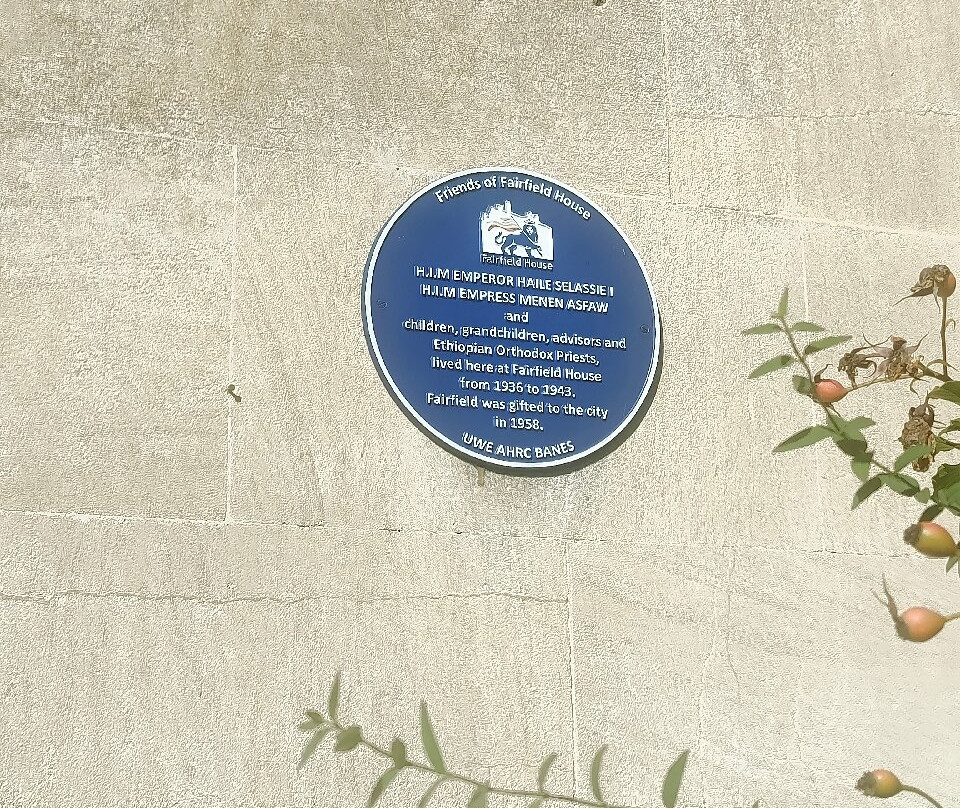 Friends of Fairfield House
Fairfield House
H.I.M EMPEROR HAILE SELASSIE I
H.I.M EMPRESS MENEN ASFAW
and
children, grandchildren, advisors and
Ethiopian Orthodox Priests,
lived here at Fairfield House
from 1936 to 1943.
Fairfield was gifted to the city
in 1958.
UWE AHRC BANES